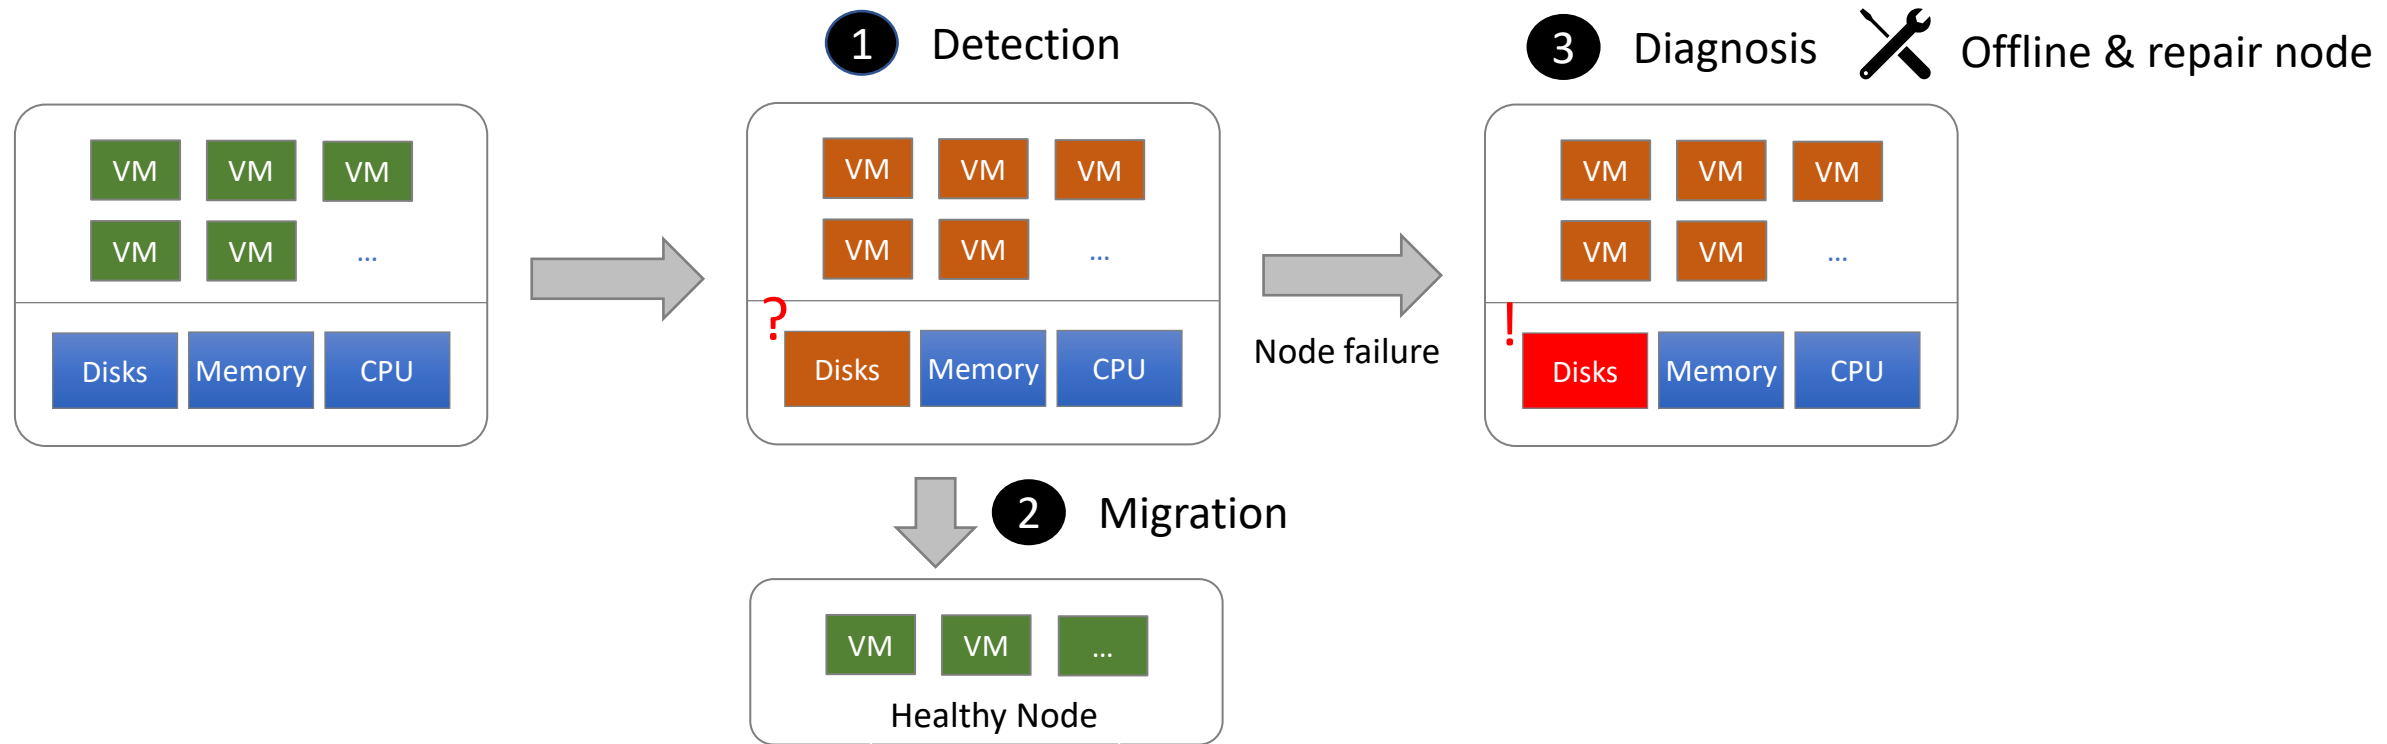 1 Detection
3 Diagnosis Offline & repair node
VM VM VM
VM VM ...
Disks Memory CPU
VM VM VM
VM VM ...
?
Disks Memory CPU
Node failure
VM VM VM
VM VM ...
!
Disks Memory CPU
2 Migration
VM VM ...
Healthy Node